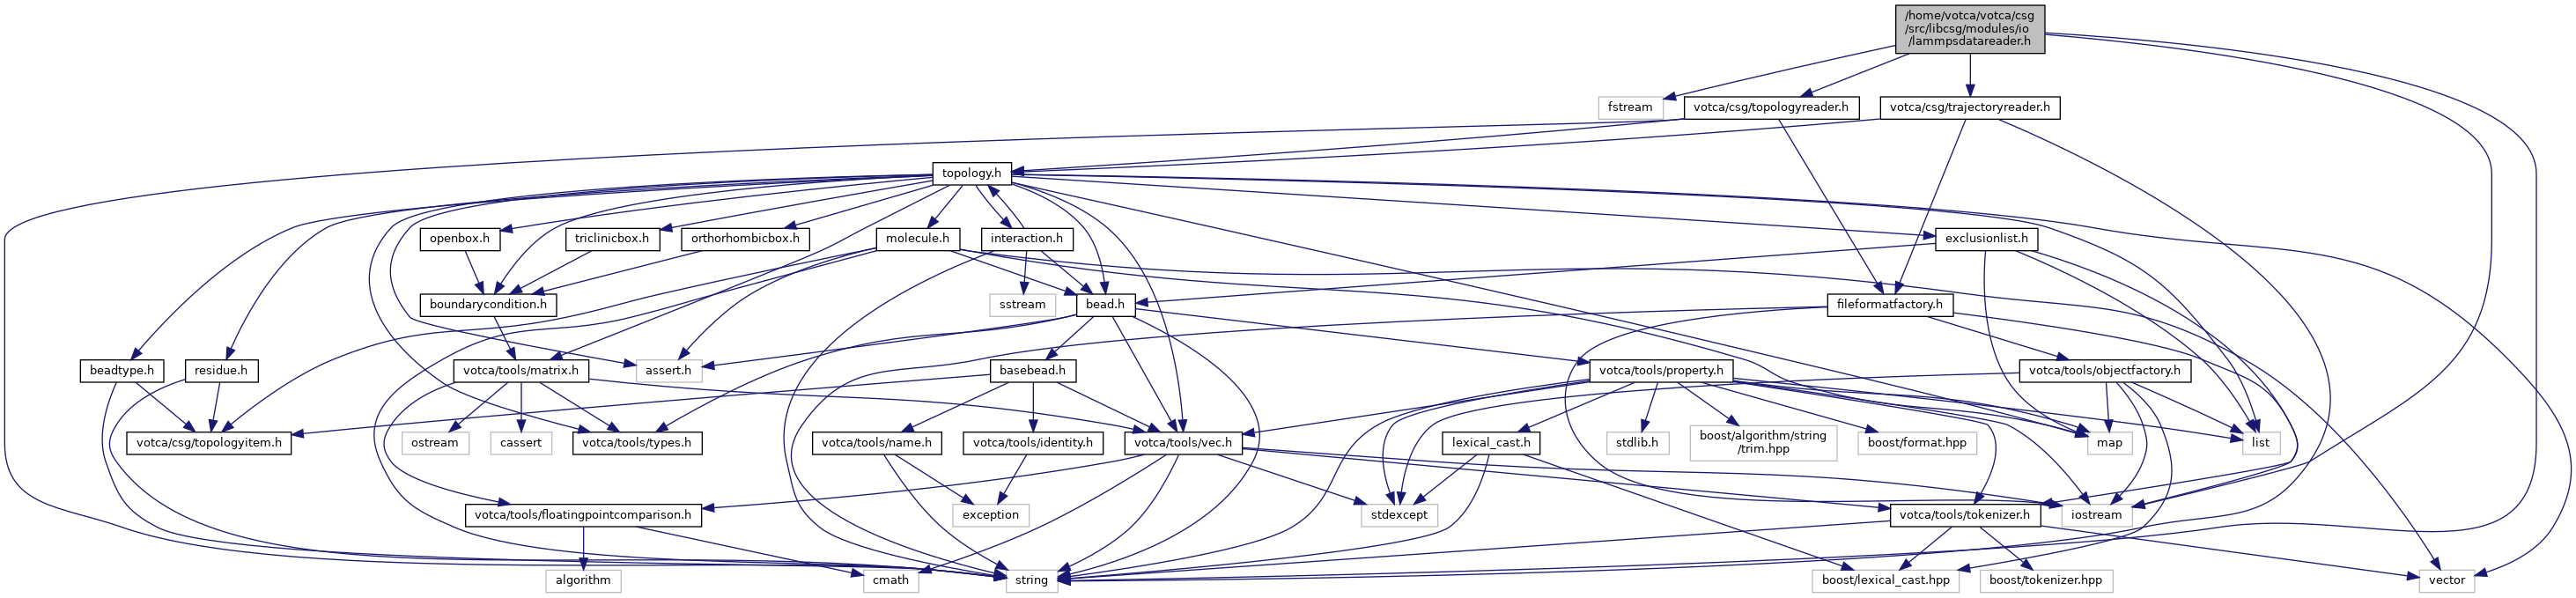 /home/votca/votca/csg
/src/libcsg/modules/io
/lammpsdatareader.h
fstream
votca/csg/topologyreader.h
votca/csg/trajectoryreader.h
topology.h
openbox.h
triclinicbox.h
orthorhombicbox.h
molecule.h
interaction.h
exclusionlist.h
boundarycondition.h
sstream
bead.h
fileformatfactory.h
beadtype.h
residue.h
votca/tools/matrix.h
assert.h
basebead.h
votca/tools/property.h
votca/tools/objectfactory.h
votca/csg/topologyitem.h
ostream
cassert
votca/tools/types.h
votca/tools/name.h
votca/tools/identity.h
votca/tools/vec.h
lexical_cast.h
stdlib.h
boost/algorithm/string
/trim.hpp
boost/format.hpp
map
list
votca/tools/floatingpointcomparison.h
exception
stdexcept
votca/tools/tokenizer.h
iostream
algorithm
cmath
string
boost/lexical_cast.hpp
boost/tokenizer.hpp
vector